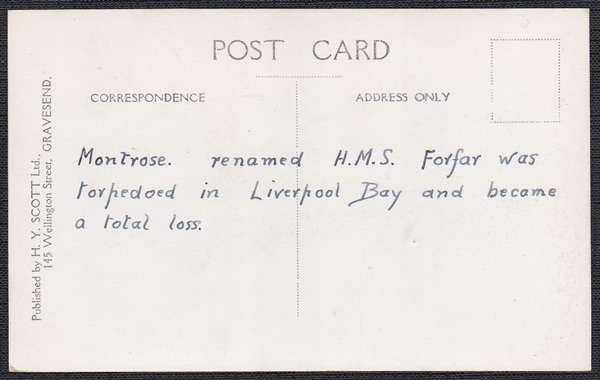 POST CARD
CORRESPONDENCE
ADDRESS ONLY
Montrose. renamed H.M.S. Forfar was
torpedoed in Liverpool Bay and became
a total loss.
Published by H. Y. SCOTT Ltd.,
145 Wellington Street, GRAVESEND.